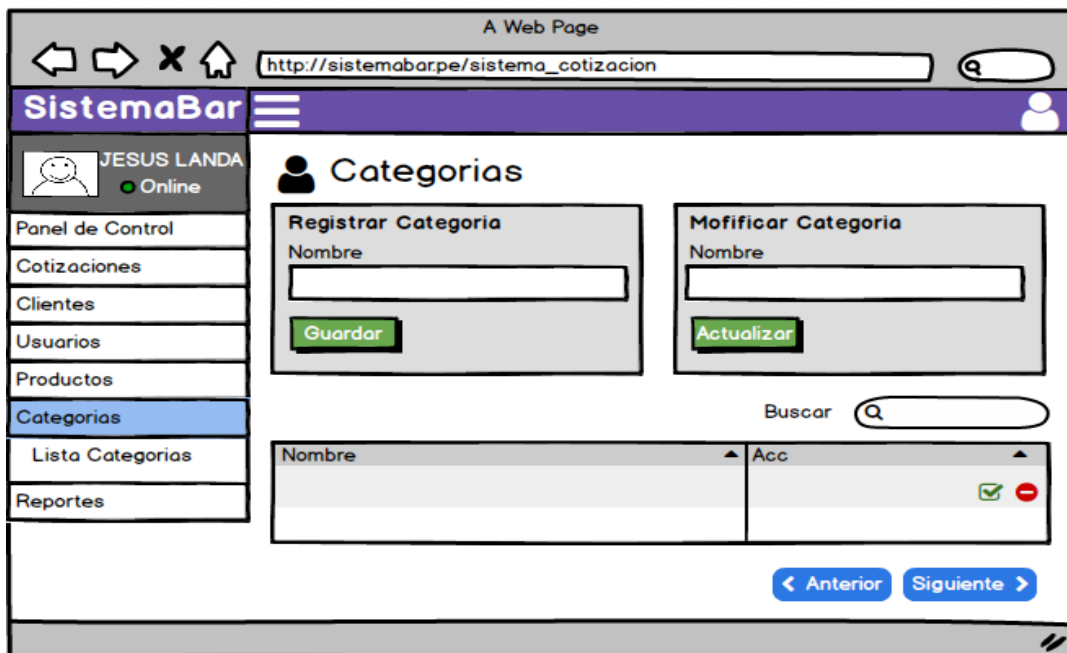 A Web Page
http://sistemabar.pe/sistema_cotizacion
SistemaBar
JESUS LANDA
Online
Panel de Control
Cotizaciones
Clientes
Usuarios
Productos
Categorias
Lista Categorias
Reportes
Categorias
Registrar Categoria
Nombre
Guardar
Mofificar Categoria
Nombre
Actualizar
Buscar
Nombre Acc
Anterior Siguiente